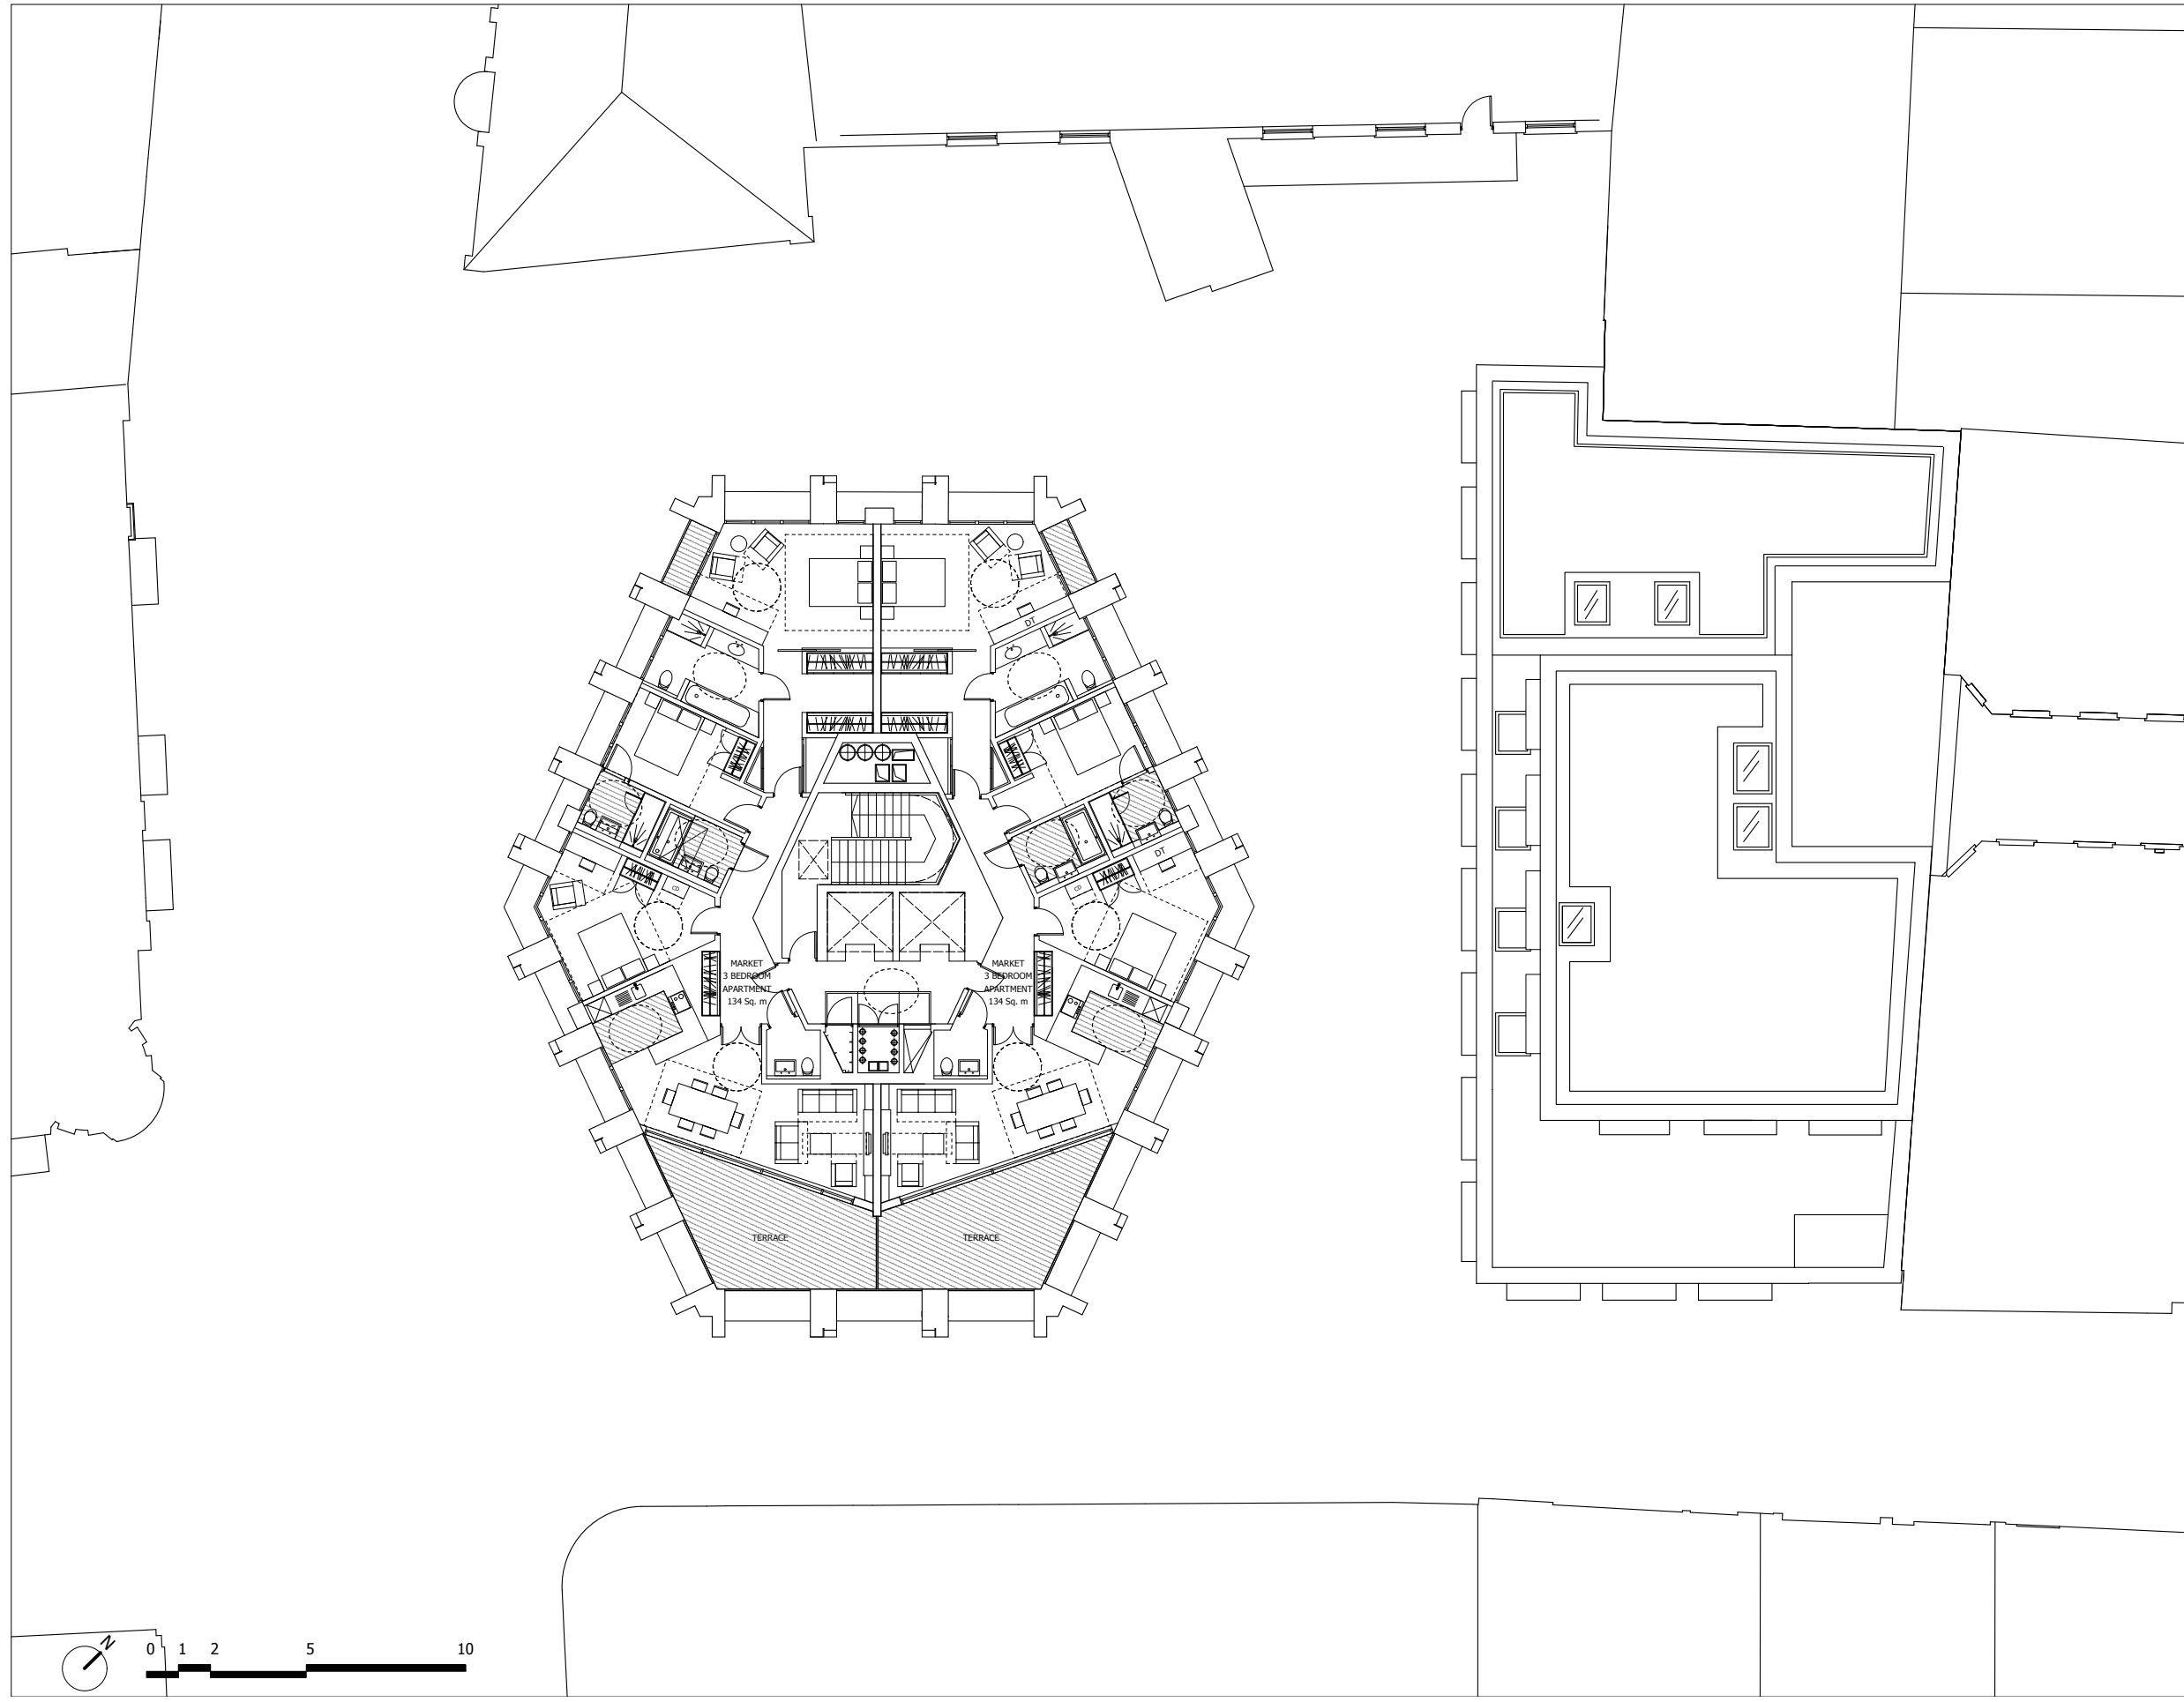 DT
DT
CD
CD
MARKET
3 BEDROOM
APARTMENT
134 Sq. m
MARKET
3 BEDROOM
APARTMENT
134 Sq. m
TERRACE
TERRACE
N
0 1 2 5 10